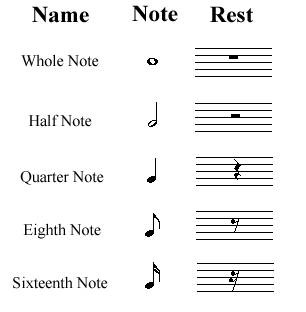 Name Note Rest
Whole Note
Half Note
Quarter Note
Eighth Note
Sixteenth Note